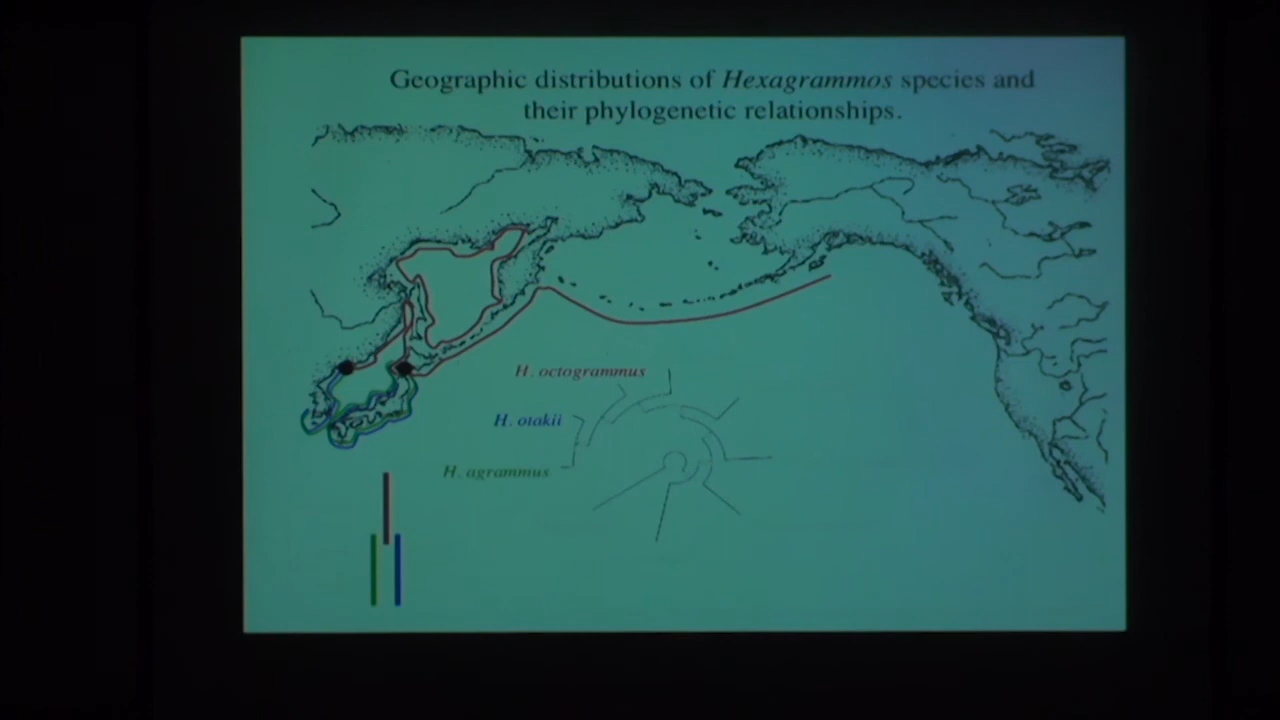 Geographic distributions of Hexagrammos species and
their phylogenetic relationships.
H. octogrammus
H. otakii
H. agrammus